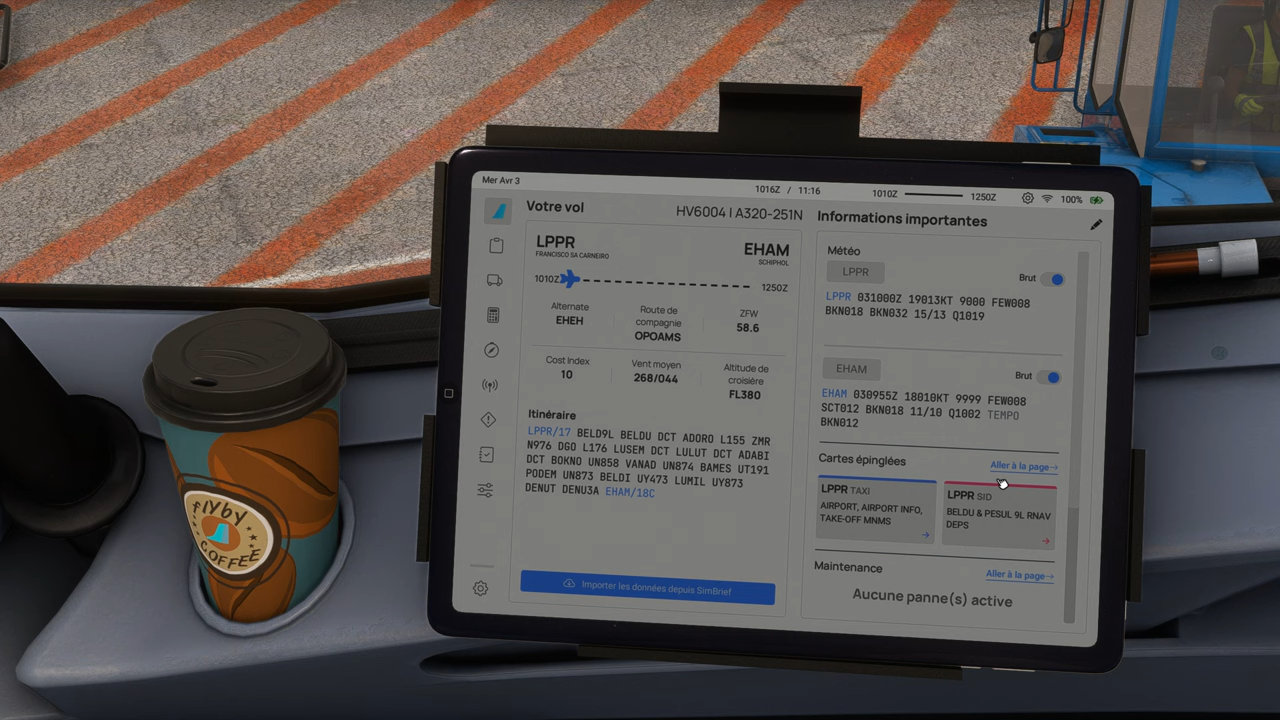 Mer Avr 3
1016Z / 11:16
1010Z
1250Z
100%
Votre vol
HV6004 | A320-251N
LPPR
EHAM
FRANCISCO SA CARNEIRO
SCHIPHOL
1010Z
1250Z
Alternate
EHEH
Route de
compagnie
OPOAMS
ZFW
58.6
Cost Index
10
Vent moyen
268/044
Altitude de
croisière
FL380
Itinéraire
LPPR/17 BELD9L BELDU DCT ADORO L155 ZMR
N976 DGO L176 LUSEM DCT LULUT DCT ADABI
DCT BOKNO UN858 VANAD UN874 BAMES UT191
PODEM UN873 BELDI UY473 LUMIL UY873
DENUT DENU3A EHAM/18C
Importer les données depuis SimBrief
Informations importantes
Météo
LPPR
Brut
LPPR 031000Z 19013KT 9000 FEW008
BKN018 BKN032 15/13 Q1019
EHAM
Brut
EHAM 030955Z 18010KT 9999 FEW008
SCT012 BKN018 11/10 Q1002 TEMPO
BKN012
Cartes épinglées
Aller à la page→
LPPR TAXI
AIRPORT, AIRPORT INFO,
TAKE-OFF MNMS
→
LPPR SID
BELDU & PESUL 9L RNAV
DEPS
→
Maintenance
Aller à la page→
Aucune panne(s) active
flyby
COFFEE